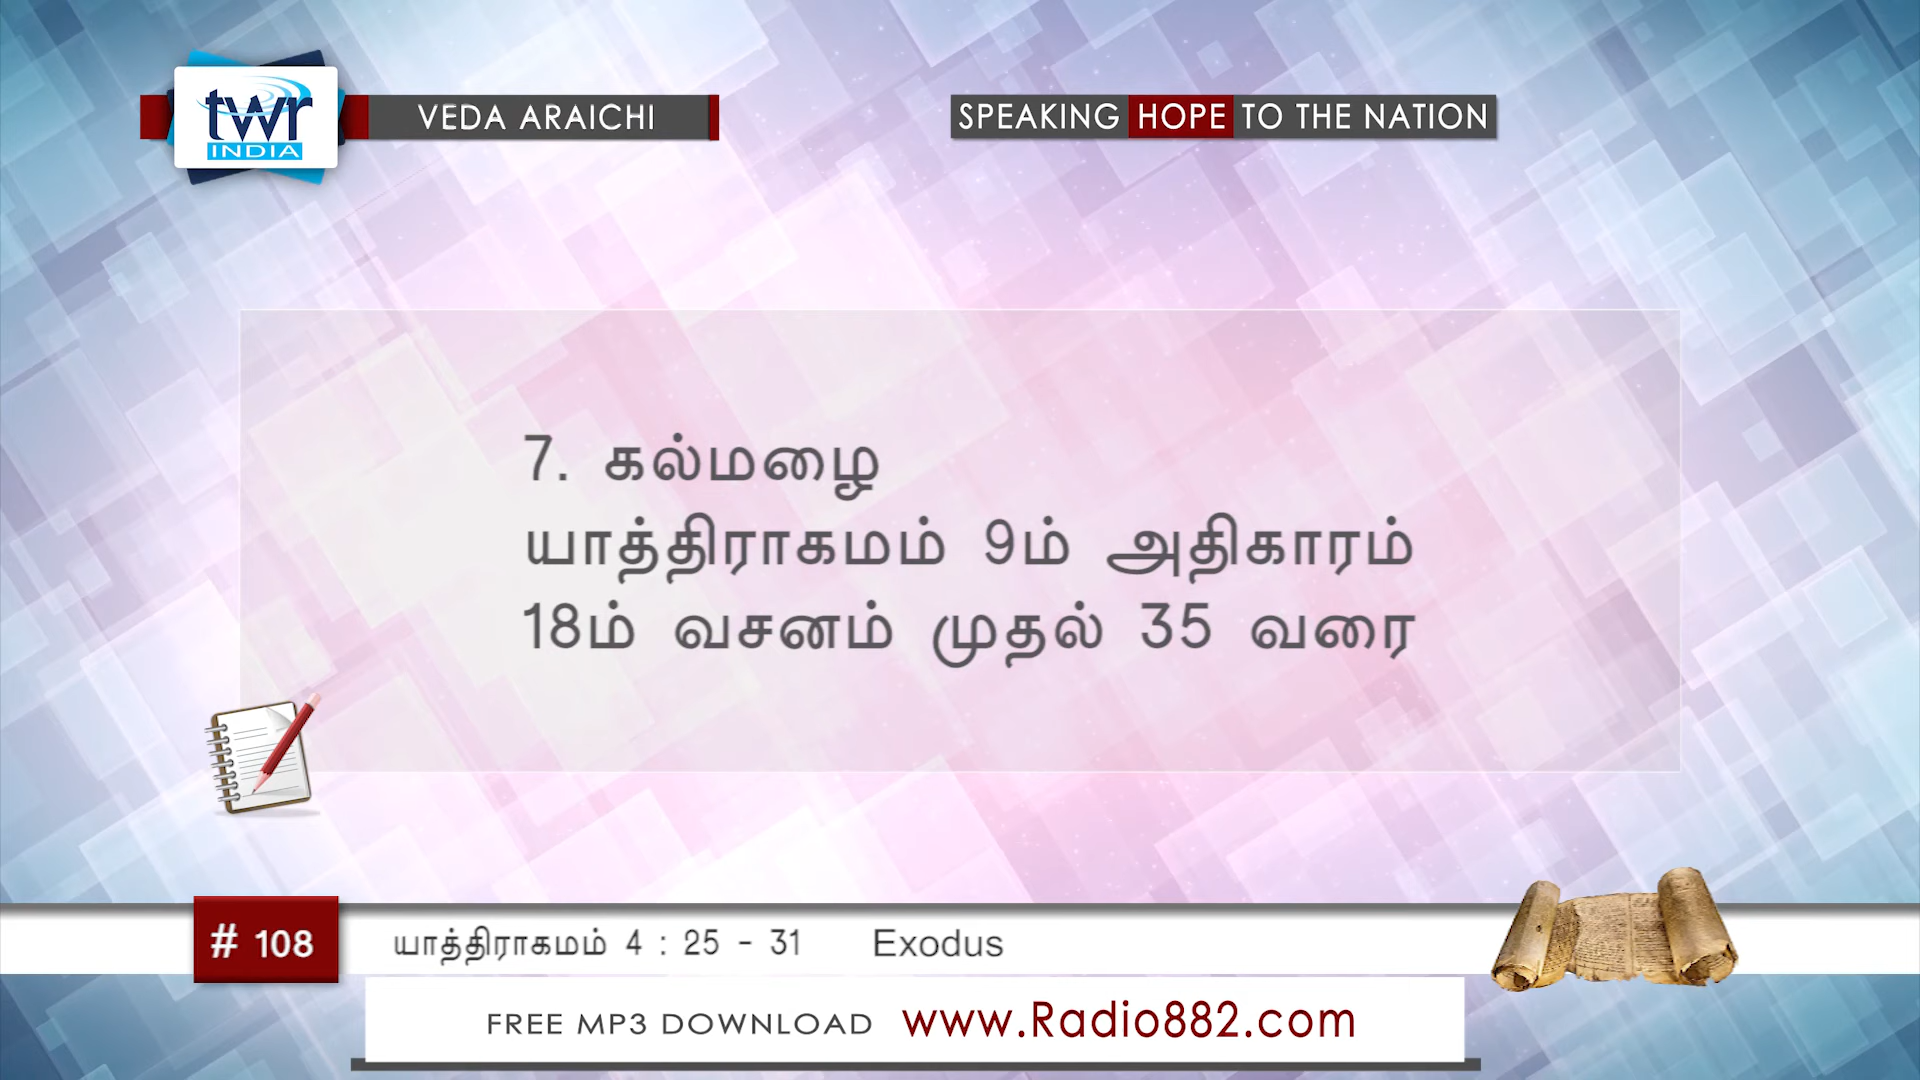 twr
INDIA
VEDA ARAICHI
SPEAKING HOPE TO THE NATION
7. கல்மழை
யாத்திராகமம் 9ம் அதிகாரம்
18ம் வசனம் முதல் 35 வரை
# 108
யாத்திராகமம் 4 : 25 - 31 Exodus
FREE MP3 DOWNLOAD www.Radio882.com